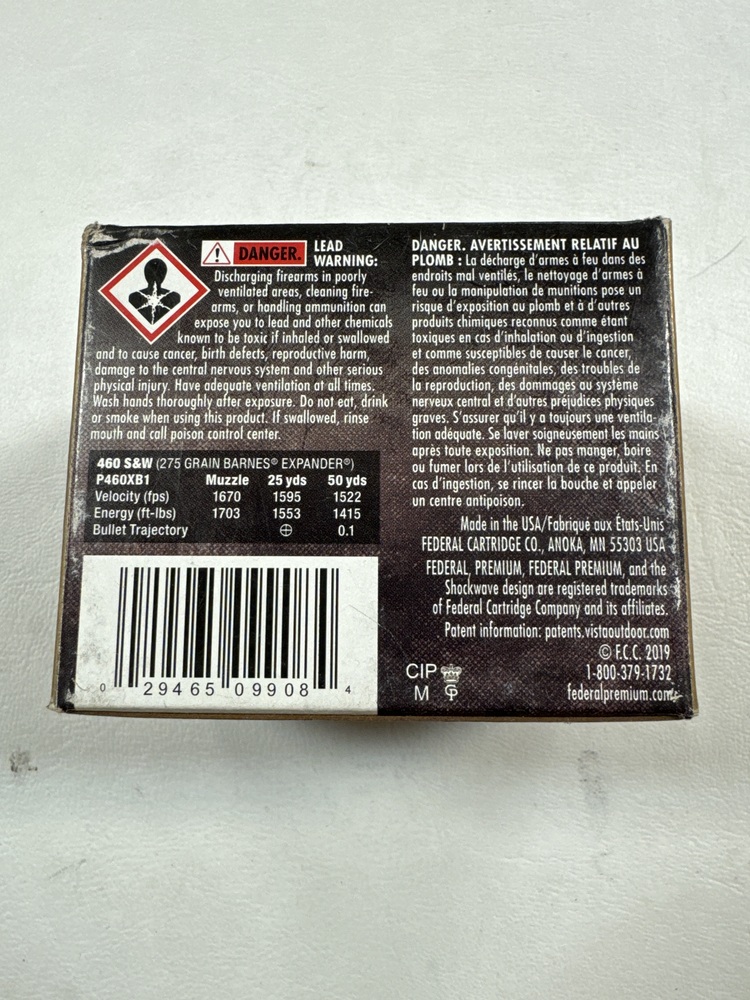 DANGER.
LEAD
WARNING:
Discharging firearms in poorly
ventilated areas, cleaning fire-
arms, or handling ammunition can
expose you to lead and other chemicals
known to be toxic if inhaled or swallowed
and to cause cancer, birth defects, reproductive harm,
damage to the central nervous system and other serious
physical injury. Have adequate ventilation at all times.
Wash hands thoroughly after exposure. Do not eat, drink
or smoke when using this product. If swallowed, rinse
mouth and call poison control center.
460 S&W (275 GRAIN BARNES® EXPANDER®)
P460XB1 Muzzle 25 yds 50 yds
Velocity (fps) 1670 1595 1522
Energy (ft-lbs) 1703 1553 1415
Bullet Trajectory ⊕ 0.1
0 29465 09908 4
DANGER. AVERTISSEMENT RELATIF AU
PLOMB : La décharge d'armes à feu dans des
endroits mal ventilés, le nettoyage d'armes à
feu ou la manipulation de munitions pose un
risque d'exposition au plomb et à d'autres
produits chimiques reconnus comme étant
toxiques en cas d'inhalation ou d'ingestion
et comme susceptibles de causer le cancer,
des anomalies congénitales, des troubles de
la reproduction, des dommages au système
nerveux central et d'autres préjudices physiques
graves. S'assurer qu'il y a toujours une ventila-
tion adéquate. Se laver soigneusement les mains
après toute exposition. Ne pas manger, boire
ou fumer lors de l'utilisation de ce produit. En
cas d'ingestion, se rincer la bouche et appeler
un centre antipoison.
Made in the USA/Fabriqué aux États-Unis
FEDERAL CARTRIDGE CO., ANOKA, MN 55303 USA
FEDERAL, PREMIUM, FEDERAL PREMIUM, and the
Shockwave design are registered trademarks
of Federal Cartridge Company and its affiliates.
Patent information: patents.vistaoutdoor.com
© F.C.C. 2019
1-800-379-1732
federalpremium.com
CIP
M